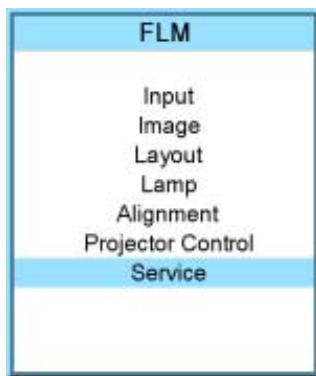 FLM
Input
Image
Layout
Lamp
Alignment
Projector Control
Service